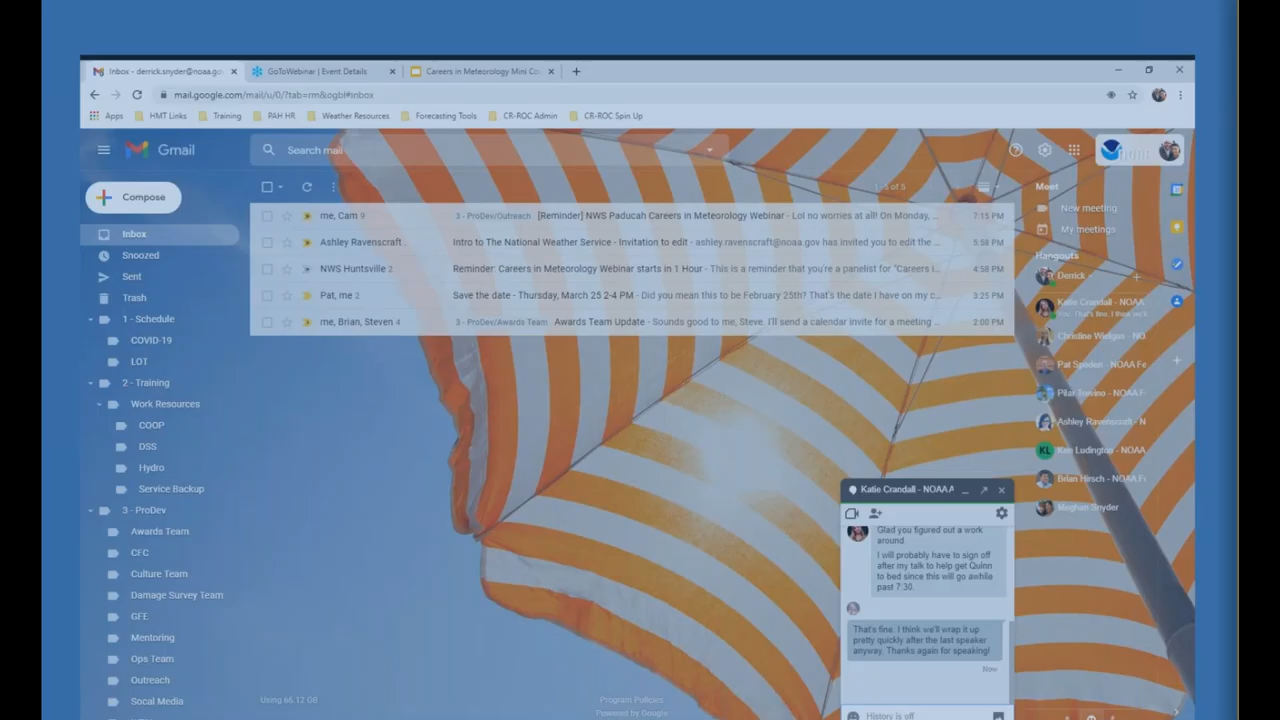 Inbox - derrick.snyder@noaa.go
GoToWebinar | Event Details
Careers in Meteorology Mini Co
mail.google.com/mail/u/0/?tab=rm&ogbl#inbox
Apps
HMT Links
Training
PAH HR
Weather Resources
Forecasting Tools
CR-ROC Admin
CR-ROC Spin Up
Gmail
Search mail
Compose
1-5 of 5
Inbox
Snoozed
Sent
Trash
1 - Schedule
COVID-19
LOT
2 - Training
Work Resources
COOP
DSS
Hydro
Service Backup
3 - ProDev
Awards Team
CFC
Culture Team
Damage Survey Team
GFE
Mentoring
Ops Team
Outreach
Social Media
me, Cam 9 3 - ProDev/Outreach [Reminder] NWS Paducah Careers in Meteorology Webinar - Lol no worries at all! On Monday, ... 7:15 PM
Ashley Ravenscraft Intro to The National Weather Service - Invitation to edit - ashley.ravenscraft@noaa.gov has invited you to edit the ... 5:58 PM
NWS Huntsville 2 Reminder: Careers in Meteorology Webinar starts in 1 Hour - This is a reminder that you're a panelist for "Careers i... 4:58 PM
Pat, me 2 Save the date - Thursday, March 25 2-4 PM - Did you mean this to be February 25th? That's the date I have on my c... 3:25 PM
me, Brian, Steven 4 3 - ProDev/Awards Team Awards Team Update - Sounds good to me, Steve. I'll send a calendar invite for a meeting ... 2:00 PM
Meet
New meeting
My meetings
Hangouts
Derrick
Katie Crandall - NOAA
You: That's fine, I think we'll
Christine Wielgos - NO
Pat Spoden - NOAA Fe
Pilar Trevino - NOAA F
Ashley Ravenscraft - N
KL
Ken Ludington - NOAA
Brian Hirsch - NOAA Fe
Meghan Snyder
Katie Crandall - NOAA A
Glad you figured out a work
around.
I will probably have to sign off
after my talk to help get Quinn
to bed since this will go awhile
past 7:30.
That's fine. I think we'll wrap it up
pretty quickly after the last speaker
anyway. Thanks again for speaking!
Now
History is off
Using 66.12 GB
Program Policies
Powered by Google